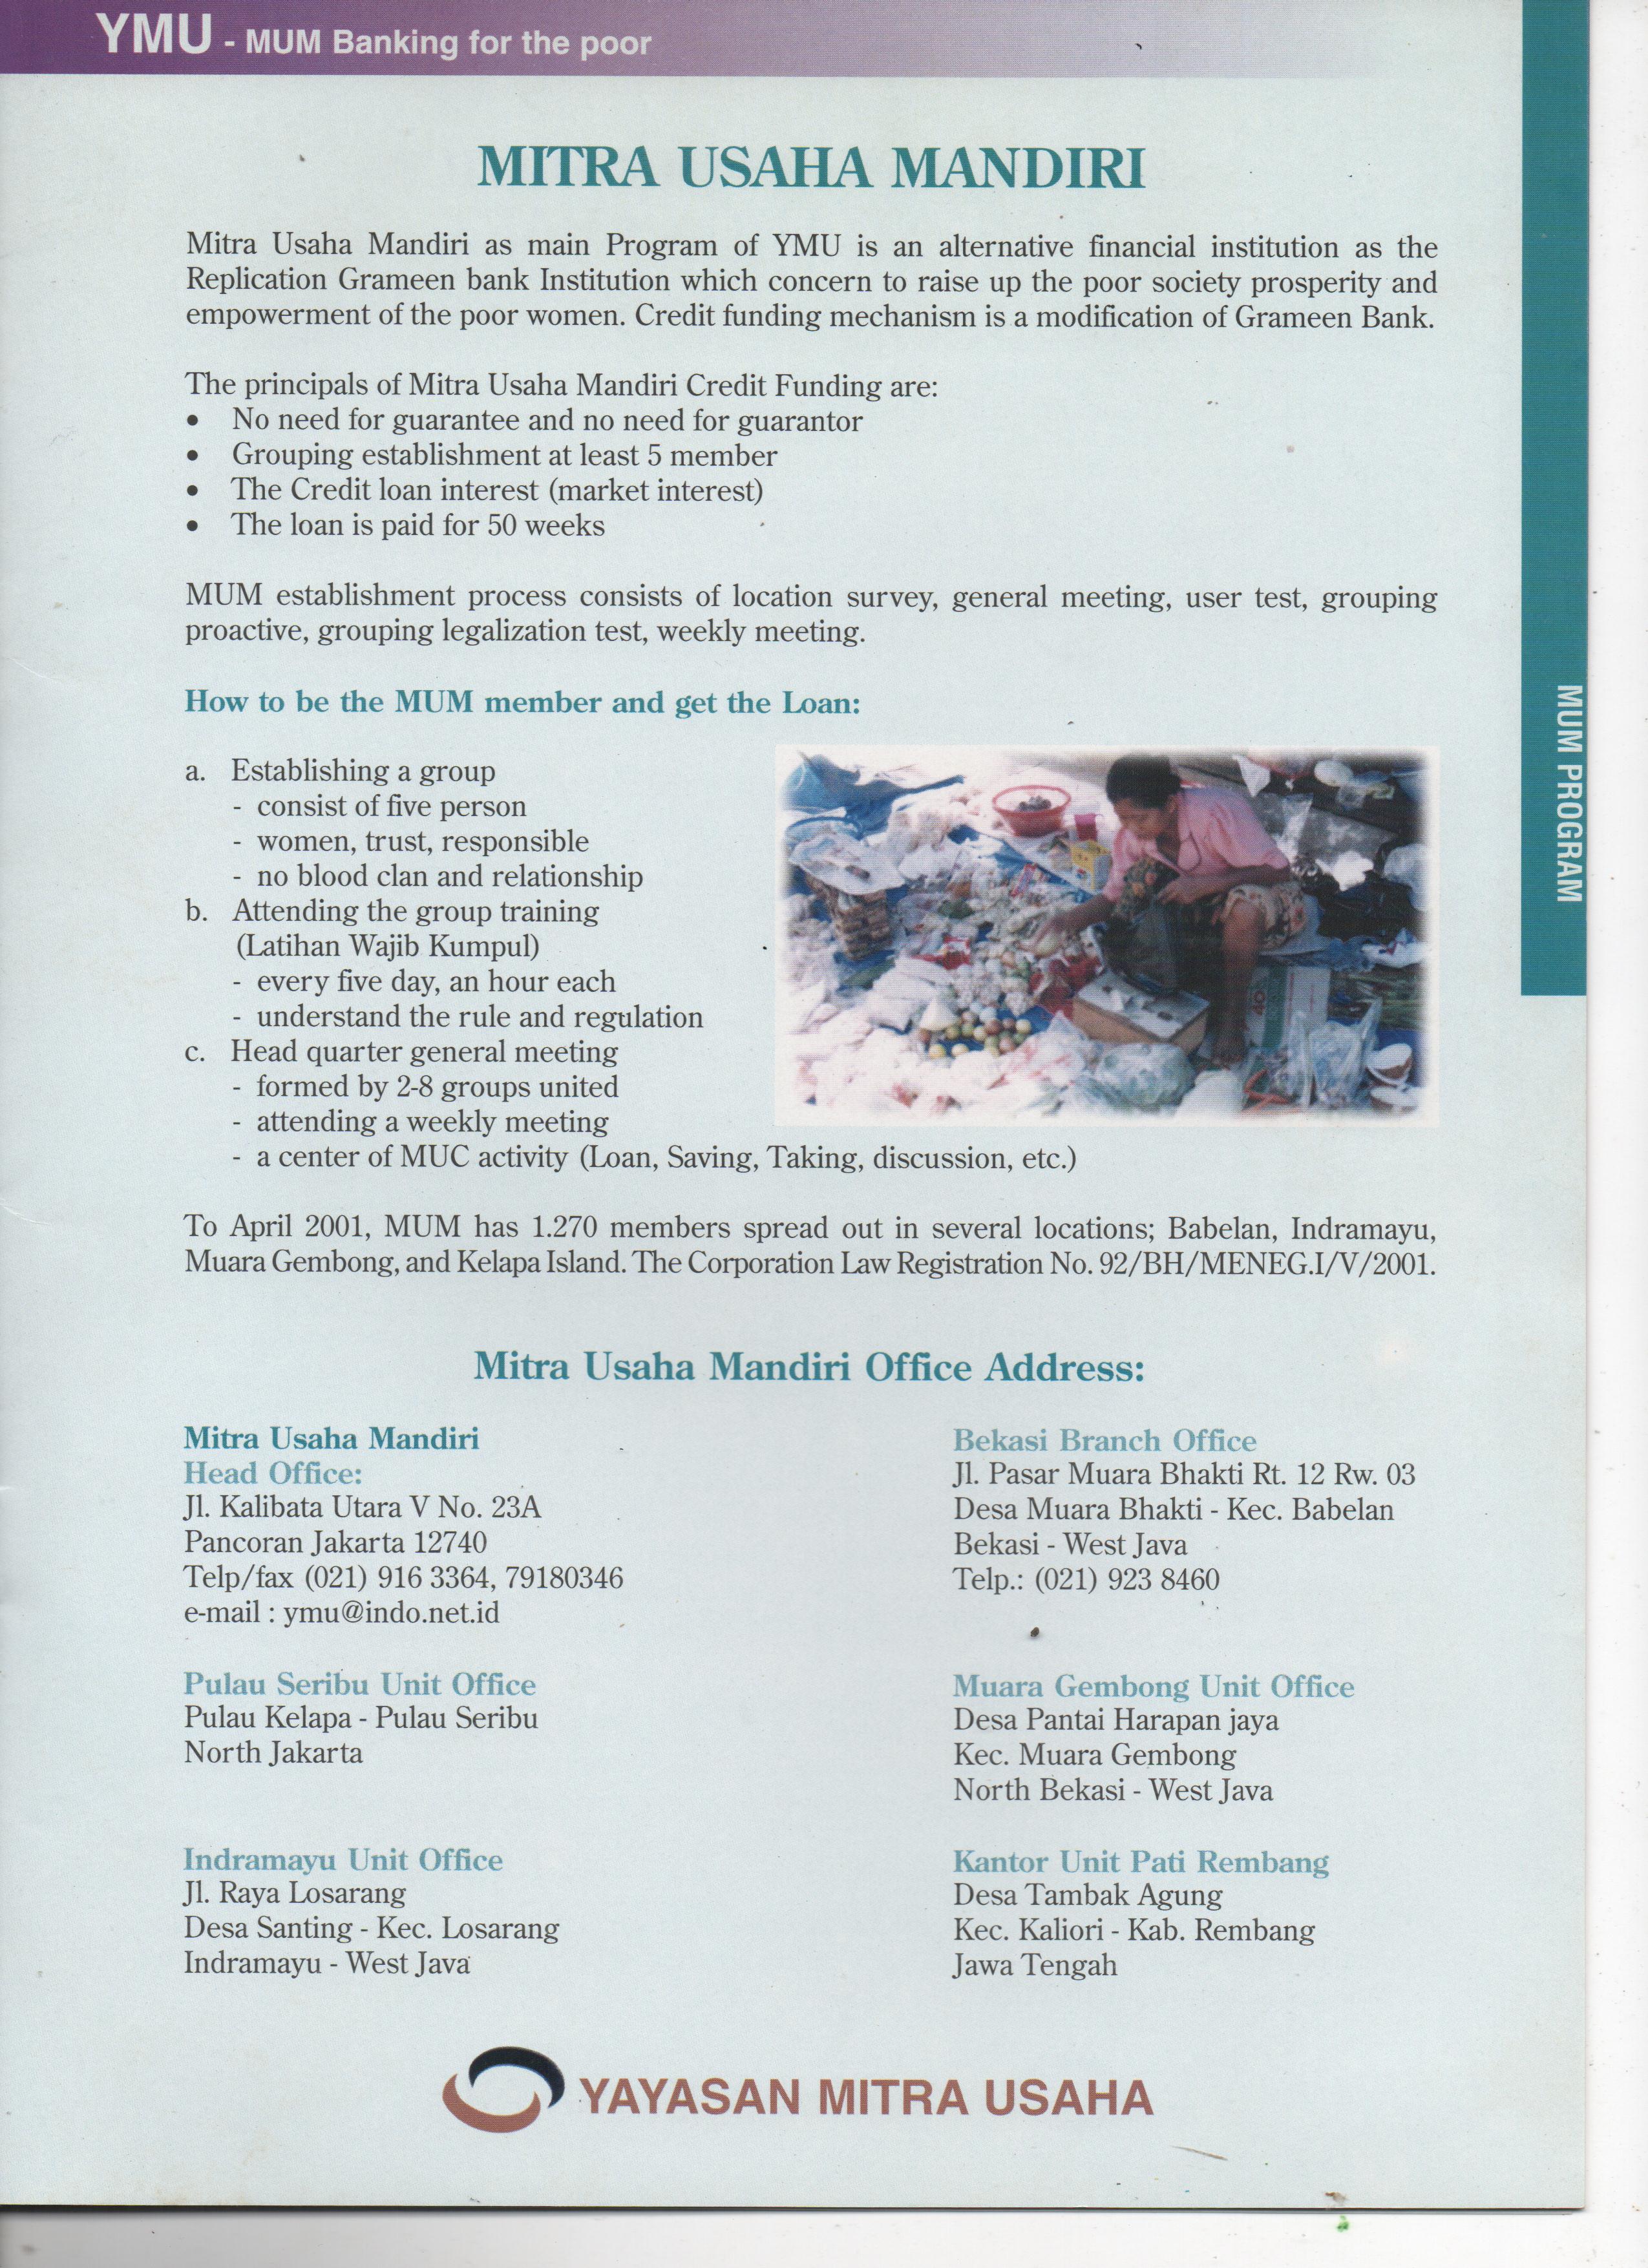 YMU - MUM Banking for the poor
MITRA USAHA MANDIRI
Mitra Usaha Mandiri as main Program of YMU is an alternative financial institution as the
Replication Grameen bank Institution which concern to raise up the poor society prosperity and
empowerment of the poor women. Credit funding mechanism is a modification of Grameen Bank.
The principals of Mitra Usaha Mandiri Credit Funding are:
• No need for guarantee and no need for guarantor
• Grouping establishment at least 5 member
• The Credit loan interest (market interest)
• The loan is paid for 50 weeks
MUM establishment process consists of location survey, general meeting, user test, grouping
proactive, grouping legalization test, weekly meeting.
How to be the MUM member and get the Loan:
a. Establishing a group
- consist of five person
- women, trust, responsible
- no blood clan and relationship
b. Attending the group training
(Latihan Wajib Kumpul)
- every five day, an hour each
- understand the rule and regulation
c. Head quarter general meeting
- formed by 2-8 groups united
- attending a weekly meeting
- a center of MUC activity (Loan, Saving, Taking, discussion, etc.)
To April 2001, MUM has 1.270 members spread out in several locations; Babelan, Indramayu,
Muara Gembong, and Kelapa Island. The Corporation Law Registration No. 92/BH/MENEG.I/V/2001.
Mitra Usaha Mandiri Office Address:
Mitra Usaha Mandiri
Head Office:
Jl. Kalibata Utara V No. 23A
Pancoran Jakarta 12740
Telp/fax (021) 916 3364, 79180346
e-mail : ymu@indo.net.id
Bekasi Branch Office
Jl. Pasar Muara Bhakti Rt. 12 Rw. 03
Desa Muara Bhakti - Kec. Babelan
Bekasi - West Java
Telp.: (021) 923 8460
Pulau Seribu Unit Office
Pulau Kelapa - Pulau Seribu
North Jakarta
Muara Gembong Unit Office
Desa Pantai Harapan jaya
Kec. Muara Gembong
North Bekasi - West Java
Indramayu Unit Office
Jl. Raya Losarang
Desa Santing - Kec. Losarang
Indramayu - West Java
Kantor Unit Pati Rembang
Desa Tambak Agung
Kec. Kaliori - Kab. Rembang
Jawa Tengah
YAYASAN MITRA USAHA
MUM PROGRAM